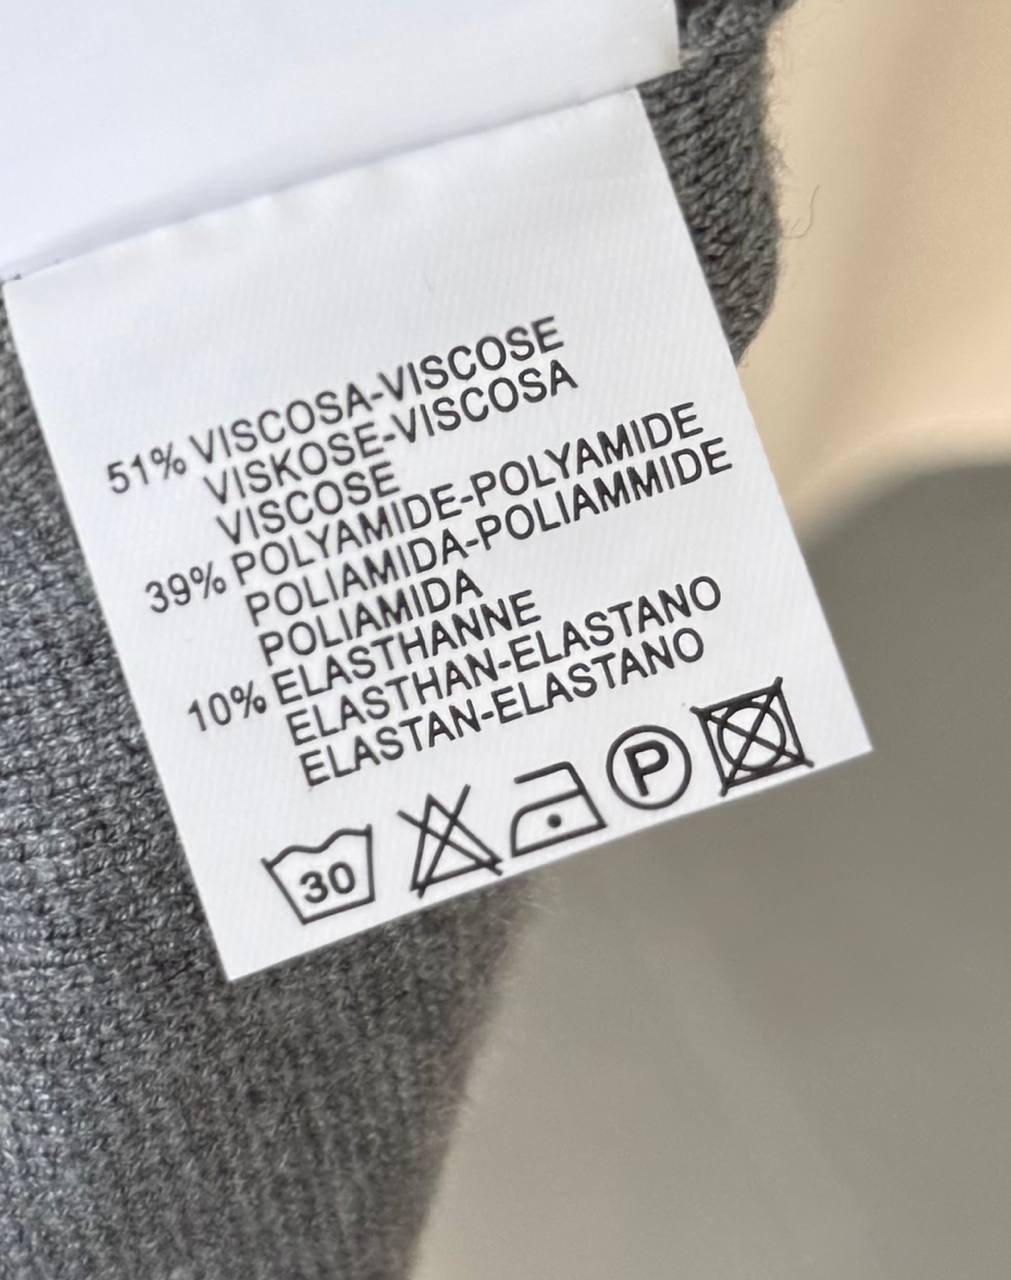 51% VISCOSA-VISCOSE
VISKOSE-VISCOSA
VISCOSE
39% POLYAMIDE-POLYAMIDE
POLIAMIDA-POLIAMMIDE
POLIAMIDA
10% ELASTHANNE
ELASTHAN-ELASTANO
ELASTAN-ELASTANO
30 P